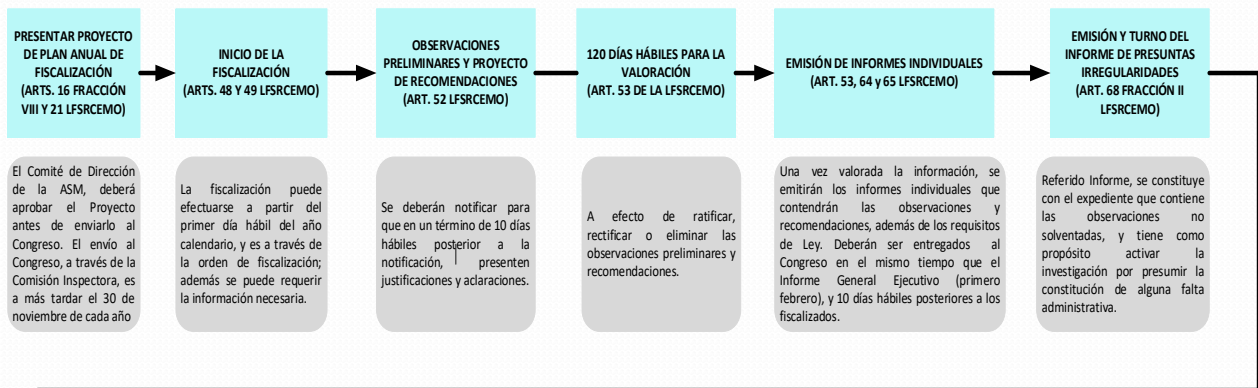 PRESENTAR PROYECTO
DE PLAN ANUAL DE
FISCALIZACIÓN
(ARTS. 16 FRACCIÓN
VIII Y 21 LFSRCEMO)
INICIO DE LA
FISCALIZACIÓN
(ARTS. 48 Y 49 LFSRCEMO)
OBSERVACIONES
PRELIMINARES Y PROYECTO
DE RECOMENDACIONES
(ART. 52 LFSRCEMO)
120 DÍAS HÁBILES PARA LA
VALORACIÓN
(ART. 53 DE LA LFSRCEMO)
EMISIÓN DE INFORMES INDIVIDUALES
(ART. 53, 64 y 65 LFSRCEMO)
EMISIÓN Y TURNO DEL
INFORME DE PRESUNTAS
IRREGULARIDADES
(ART. 68 FRACCIÓN II
LFSRCEMO)
El Comité de Dirección
de la ASM, deberá
aprobar el Proyecto
antes de enviarlo al
Congreso. El envío al
Congreso, a través de la
Comisión Inspectora, es
a más tardar el 30 de
noviembre de cada año
La fiscalización puede
efectuarse a partir del
primer día hábil del año
calendario, y es a través de
la orden de fiscalización;
además se puede requerir
la información necesaria.
Se deberán notificar para
que en un término de 10 días
hábiles posterior a la
notificación, presenten
justificaciones y aclaraciones.
A efecto de ratificar,
rectificar o eliminar las
observaciones preliminares y
recomendaciones.
Una vez valorada la información, se
emitirán los informes individuales que
contendrán las observaciones y
recomendaciones, además de los requisitos
de Ley. Deberán ser entregados al
Congreso en el mismo tiempo que el
Informe General Ejecutivo (primero
febrero), y 10 días hábiles posteriores a los
fiscalizados.
Referido Informe, se constituye
con el expediente que contiene
las observaciones no
solventadas, y tiene como
propósito activar la
investigación por presumir la
constitución de alguna falta
administrativa.